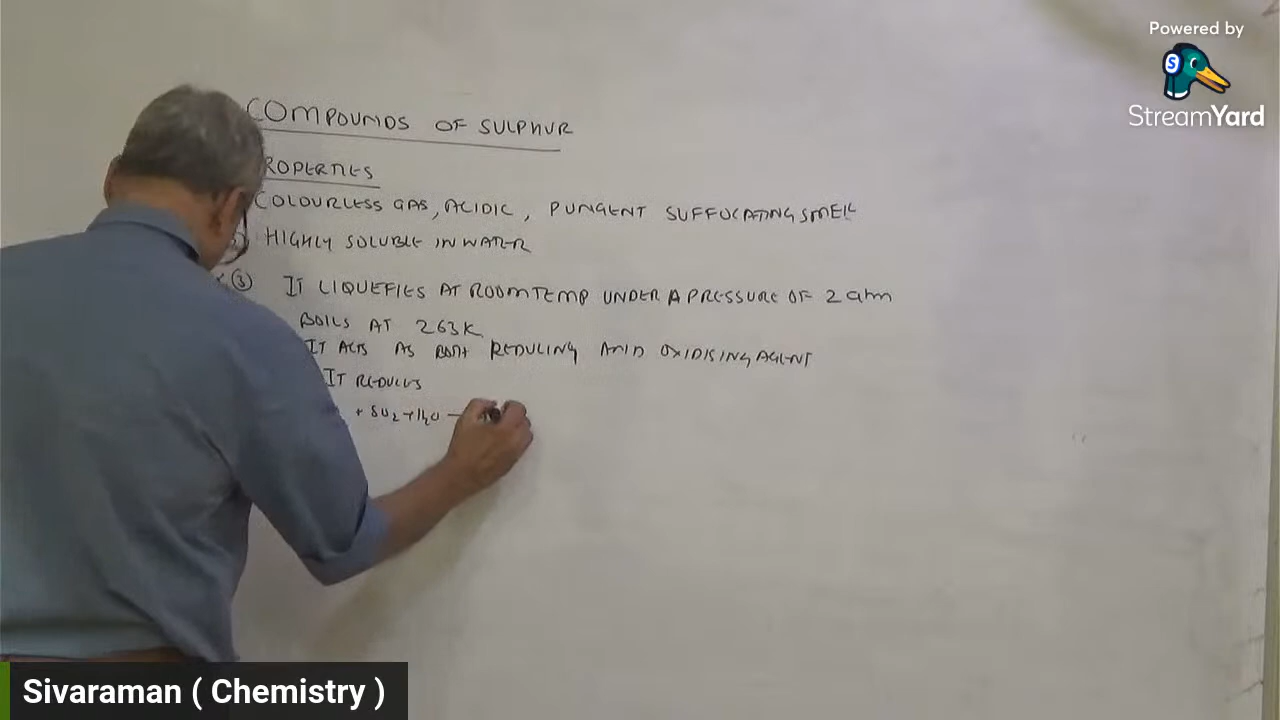 Powered by
StreamYard
COMPOUNDS OF SULPHUR
ROPERTIES
COLOURLESS GAS, ACIDIC, PUNGENT SUFFOCATING SMELL
HIGHLY SOLUBLE IN WATER
③ IT LIQUEFIES AT ROOM TEMP UNDER A PRESSURE OF 2 atm
BOILS AT 263K
IT ACTS AS BOTH REDUCING AND OXIDISING AGENT
IT REDUCES
+ SO₂ + H₂O —
Sivaraman ( Chemistry )